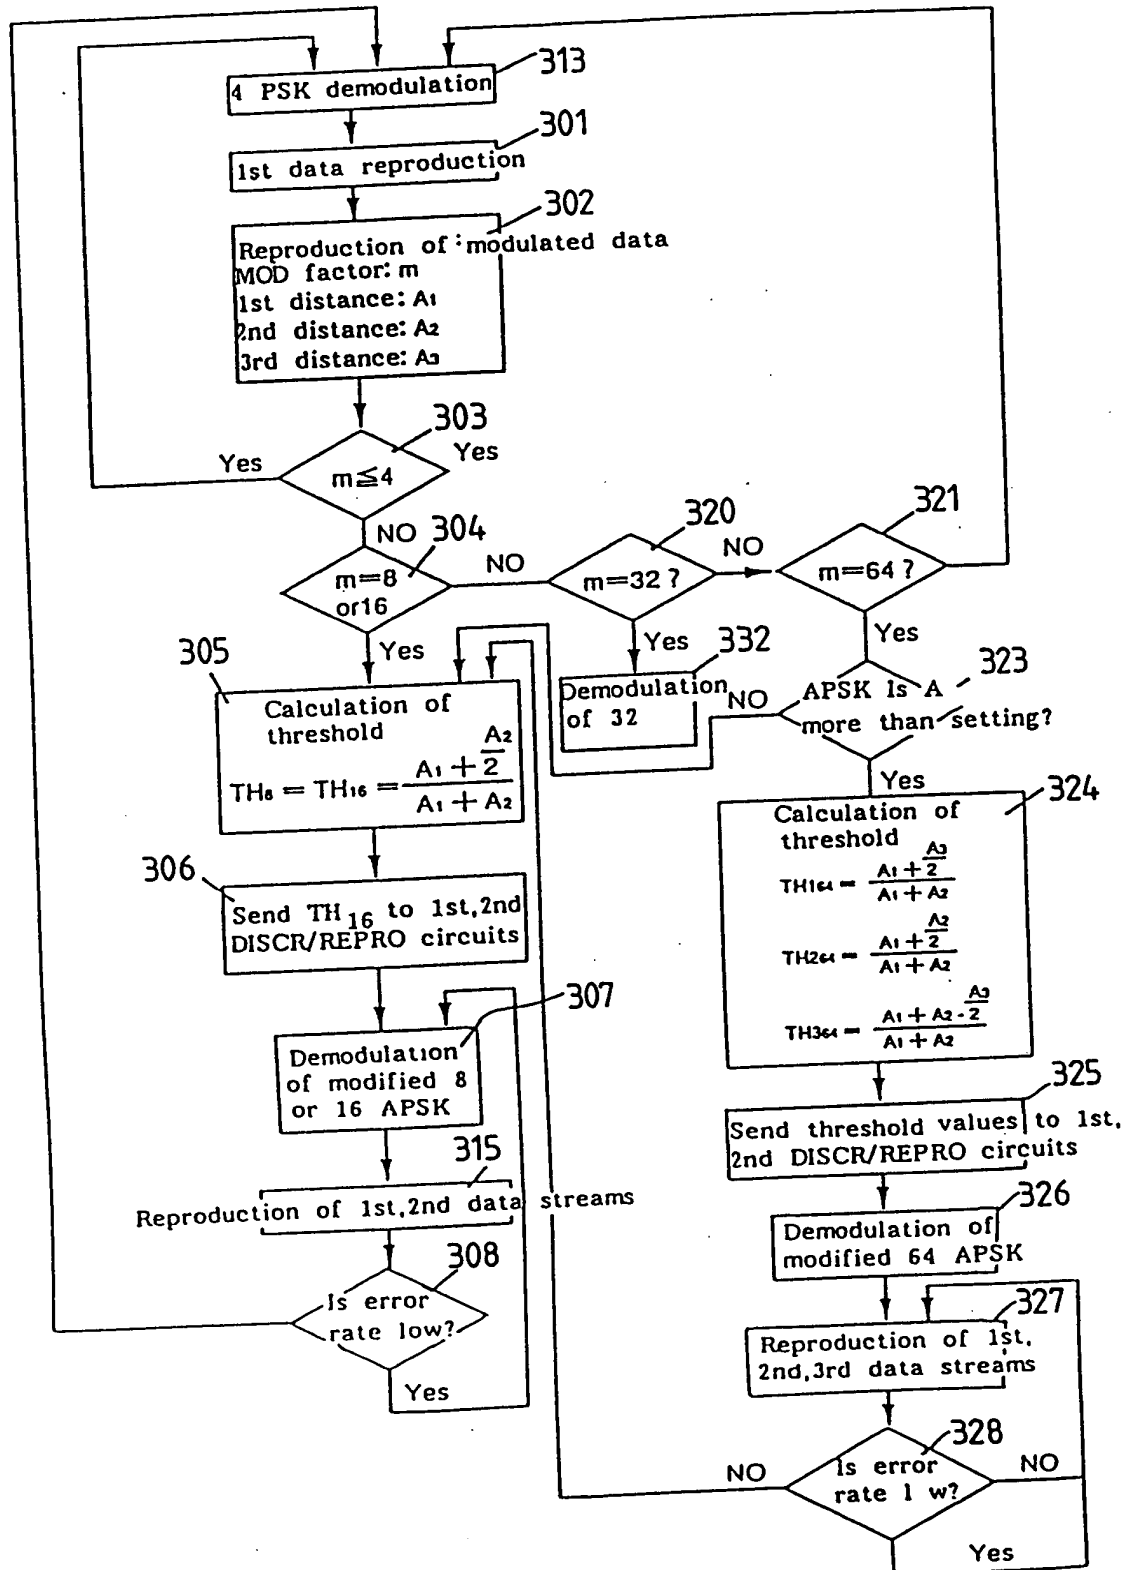 313
4 PSK demodulation
301
1st data reproduction
302
Reproduction of :modulated data
MOD factor: m
1st distance: A1
2nd distance: A2
3rd distance: A3
303
Yes
Yes
m≦4
NO
304
NO
m=8
or16
Yes
320
NO
m=32 ?
Yes
321
m=64 ?
Yes
332
Demodulation
of 32
323
NO
APSK Is A
more than setting?
Yes
305
Calculation of
threshold
TH8 = TH16 = (A1 + A2/2) / (A1 + A2)
306
Send TH16 to 1st,2nd
DISCR/REPRO circuits
307
Demodulation
of modified 8
or 16 APSK
315
Reproduction of 1st,2nd data streams
308
Is error
rate low?
Yes
324
Calculation of
threshold
TH164 = (A1 + A3/2) / (A1 + A2)
TH264 = (A1 + A2/2) / (A1 + A2)
TH364 = (A1 + A2 - A3/2) / (A1 + A2)
325
Send threshold values to 1st,
2nd DISCR/REPRO circuits
326
Demodulation of
modified 64 APSK
327
Reproduction of 1st,
2nd,3rd data streams
328
NO
Is error
rate l w?
NO
Yes